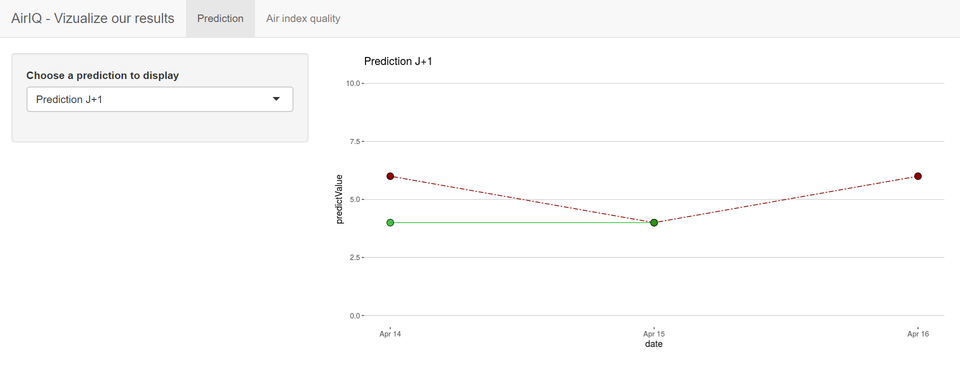 AirIQ - Vizualize our results Prediction Air index quality
Choose a prediction to display
Prediction J+1
Prediction J+1
10.0
7.5
5.0
2.5
0.0
predictValue
Apr 14 Apr 15 Apr 16
date